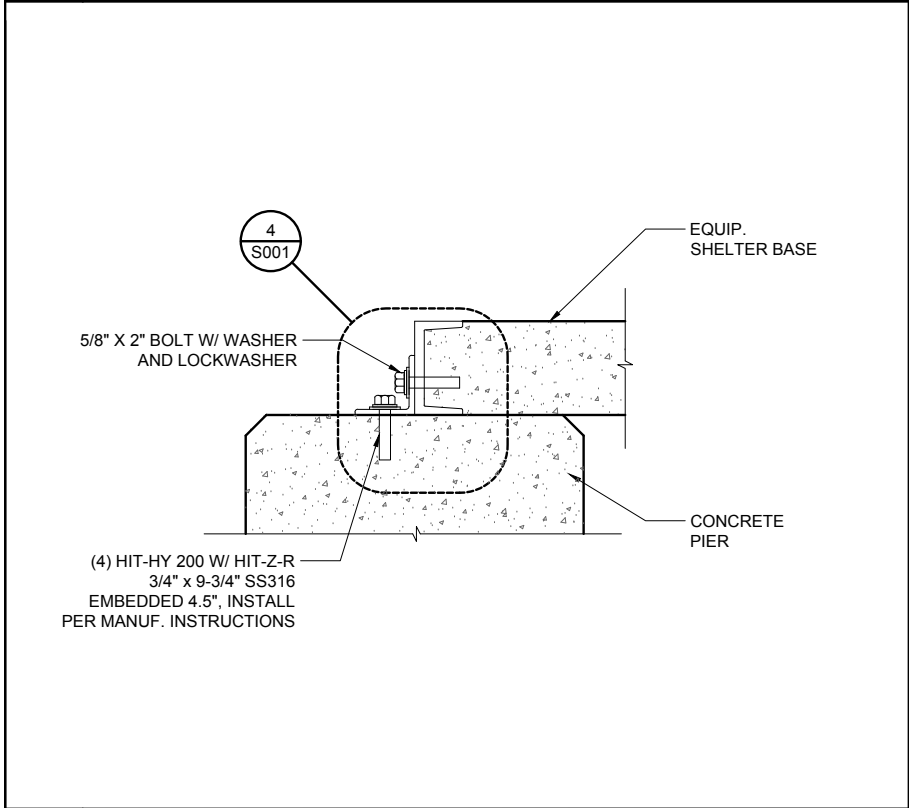 4
S001
EQUIP.
SHELTER BASE
5/8" X 2" BOLT W/ WASHER
AND LOCKWASHER
CONCRETE
PIER
(4) HIT-HY 200 W/ HIT-Z-R
3/4" x 9-3/4" SS316
EMBEDDED 4.5", INSTALL
PER MANUF. INSTRUCTIONS